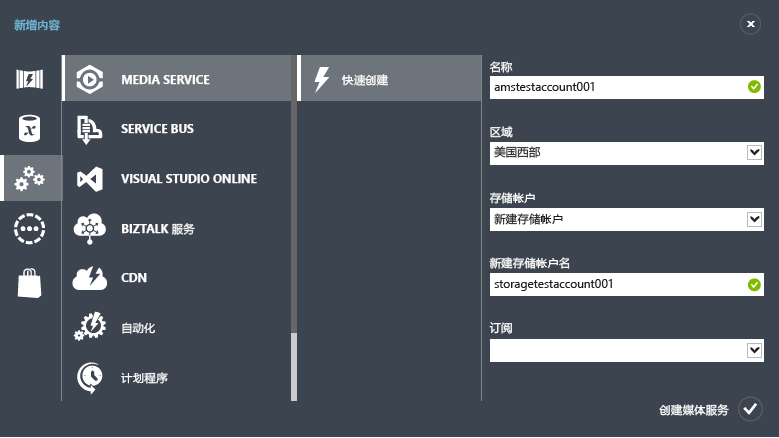 新增内容
MEDIA SERVICE
SERVICE BUS
VISUAL STUDIO ONLINE
BIZTALK 服务
CDN
自动化
计划程序
快速创建
名称
amstestaccount001
区域
美国西部
存储帐户
新建存储帐户
新建存储帐户名
storagetestaccount001
订阅
创建媒体服务